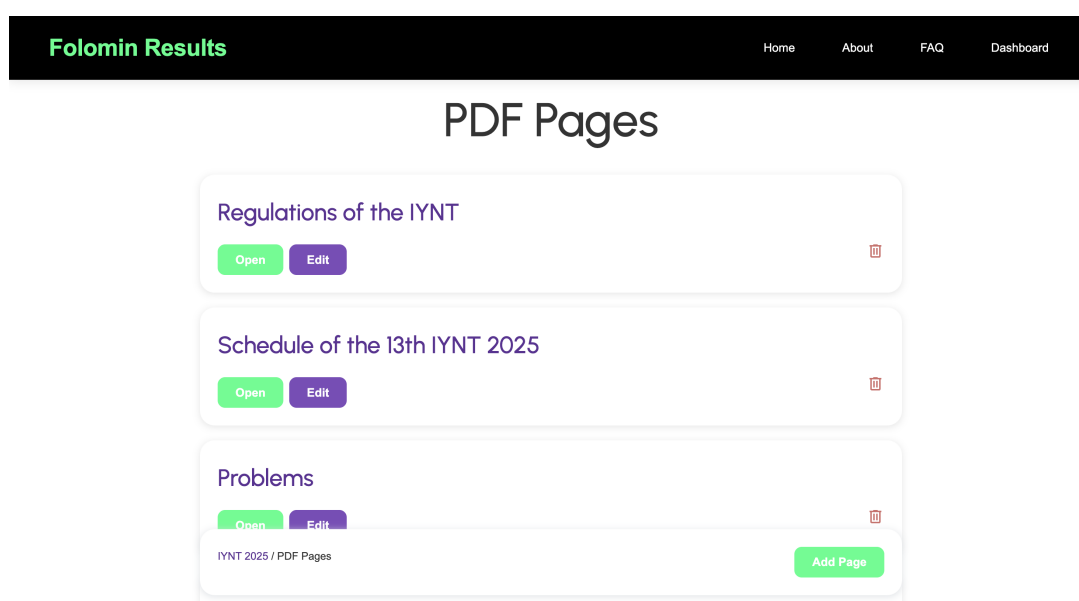 Folomin Results
Home About FAQ Dashboard
PDF Pages
Regulations of the IYNT
Open Edit
Schedule of the 13th IYNT 2025
Open Edit
Problems
Open Edit
IYNT 2025 / PDF Pages
Add Page